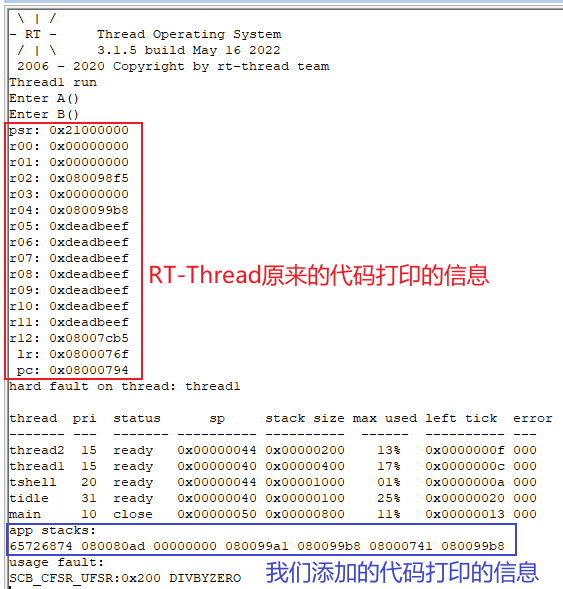 \ | /
- RT -     Thread Operating System
 / | \     3.1.5 build May 16 2022
 2006 - 2020 Copyright by rt-thread team
Thread1 run
Enter A()
Enter B()
psr: 0x21000000
r00: 0x00000000
r01: 0x00000000
r02: 0x080098f5
r03: 0x00000000
r04: 0x080099b8
r05: 0xdeadbeef
r06: 0xdeadbeef
r07: 0xdeadbeef
RT-Thread原来的代码打印的信息
r08: 0xdeadbeef
r09: 0xdeadbeef
r10: 0xdeadbeef
r11: 0xdeadbeef
r12: 0x08007cb5
 lr: 0x0800076f
 pc: 0x08000794
hard fault on thread: thread1
thread  pri  status      sp     stack size max used left tick  error
------- ---  ------- ---------- ----------  ------  ---------- ---
thread2  15  ready   0x00000044 0x00000200    13%   0x0000000f 000
thread1  15  ready   0x00000040 0x00000400    17%   0x0000000c 000
tshell   20  ready   0x00000044 0x00001000    01%   0x0000000a 000
tidle    31  ready   0x00000040 0x00000100    25%   0x00000020 000
main     10  close   0x00000050 0x00000800    11%   0x00000013 000
app stacks:
65726874 080080ad 00000000 080099a1 080099b8 08000741 080099b8
usage fault:
我们添加的代码打印的信息
SCB_CFSR_UFSR:0x200 DIVBYZERO